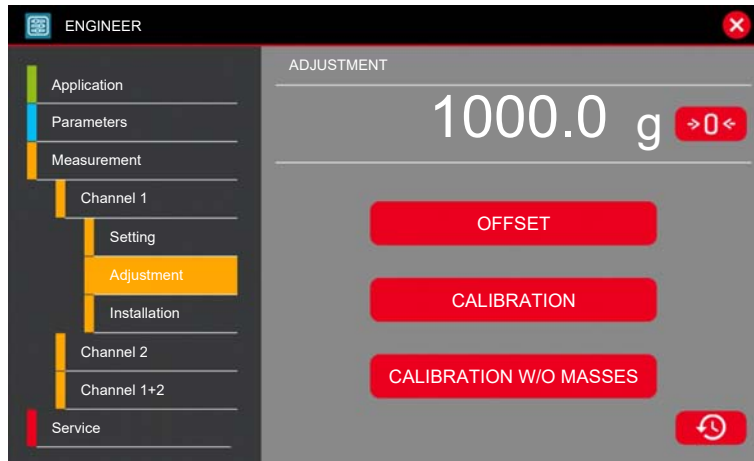 ENGINEER
Application
Parameters
Measurement
Channel 1
Setting
Adjustment
Installation
Channel 2
Channel 1+2
Service
ADJUSTMENT
1000.0 g
→0←
OFFSET
CALIBRATION
CALIBRATION W/O MASSES